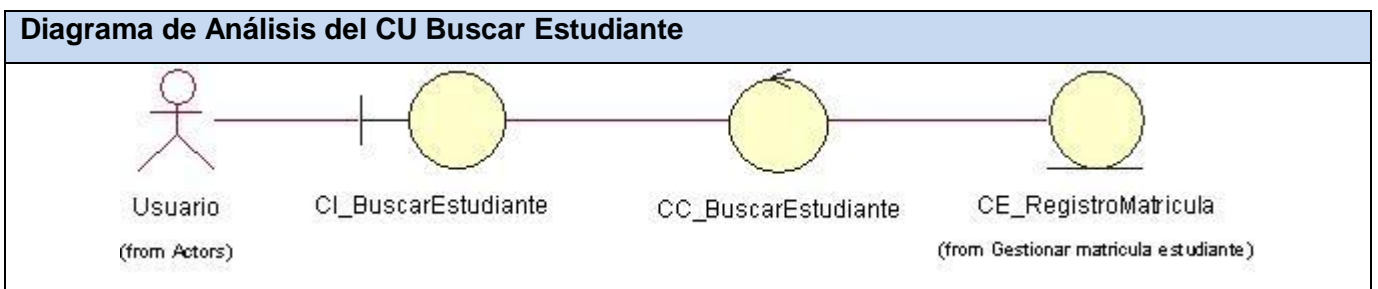 Diagrama de Análisis del CU Buscar Estudiante
Usuario
(from Actors)
CI_BuscarEstudiante
CC_BuscarEstudiante
CE_RegistroMatricula
(from Gestionar matricula estudiante)